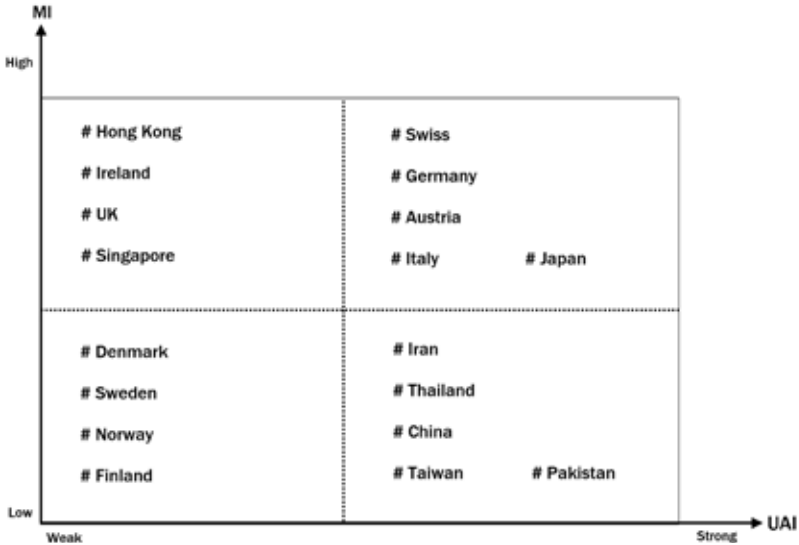 MI
High
# Hong Kong
# Swiss
# Ireland
# Germany
# UK
# Austria
# Singapore
# Italy # Japan
# Denmark
# Iran
# Sweden
# Thailand
# Norway
# China
# Finland
# Taiwan # Pakistan
Low
UAI
Weak
Strong